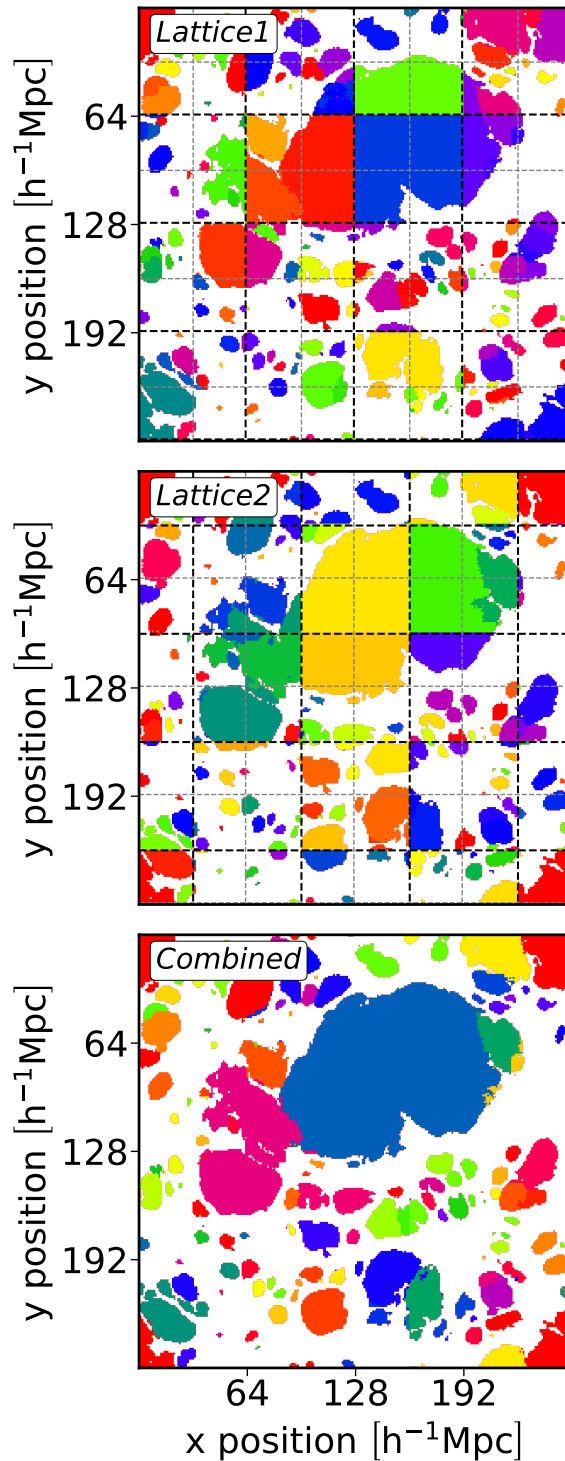 Lattice1
64
128
192
y position [h⁻¹Mpc]
Lattice2
64
128
192
y position [h⁻¹Mpc]
Combined
64
128
192
y position [h⁻¹Mpc]
64 128 192
x position [h⁻¹Mpc]